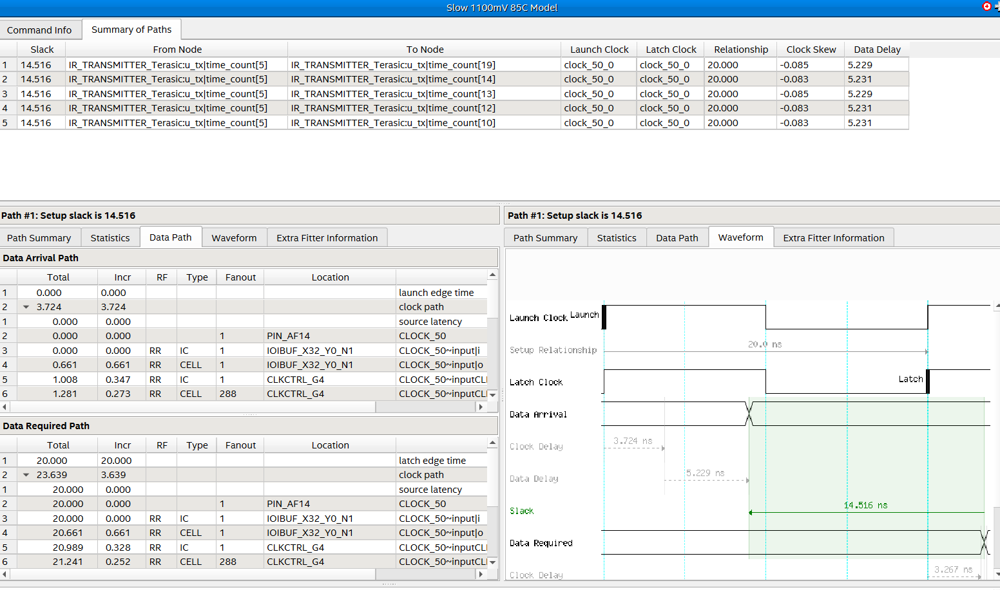 Slow 1100mV 85C Model
Command Info Summary of Paths
Slack From Node To Node Launch Clock Latch Clock Relationship Clock Skew Data Delay
1 14.516 IR_TRANSMITTER_Terasic:u_tx|time_count[5] IR_TRANSMITTER_Terasic:u_tx|time_count[19] clock_50_0 clock_50_0 20.000 -0.085 5.229
2 14.516 IR_TRANSMITTER_Terasic:u_tx|time_count[5] IR_TRANSMITTER_Terasic:u_tx|time_count[14] clock_50_0 clock_50_0 20.000 -0.083 5.231
3 14.516 IR_TRANSMITTER_Terasic:u_tx|time_count[5] IR_TRANSMITTER_Terasic:u_tx|time_count[13] clock_50_0 clock_50_0 20.000 -0.085 5.229
4 14.516 IR_TRANSMITTER_Terasic:u_tx|time_count[5] IR_TRANSMITTER_Terasic:u_tx|time_count[12] clock_50_0 clock_50_0 20.000 -0.083 5.231
5 14.516 IR_TRANSMITTER_Terasic:u_tx|time_count[5] IR_TRANSMITTER_Terasic:u_tx|time_count[10] clock_50_0 clock_50_0 20.000 -0.083 5.231
Path #1: Setup slack is 14.516
Path Summary Statistics Data Path Waveform Extra Fitter Information
Data Arrival Path
Total Incr RF Type Fanout Location
1 0.000 0.000 launch edge time
2 3.724 3.724 clock path
1 0.000 0.000 source latency
2 0.000 0.000 1 PIN_AF14 CLOCK_50
3 0.000 0.000 RR IC 1 IOIBUF_X32_Y0_N1 CLOCK_50~input|i
4 0.661 0.661 RR CELL 1 IOIBUF_X32_Y0_N1 CLOCK_50~input|o
5 1.008 0.347 RR IC 1 CLKCTRL_G4 CLOCK_50~inputCL
6 1.281 0.273 RR CELL 288 CLKCTRL_G4 CLOCK_50~inputCL
Data Required Path
Total Incr RF Type Fanout Location
1 20.000 20.000 latch edge time
2 23.639 3.639 clock path
1 20.000 0.000 source latency
2 20.000 0.000 1 PIN_AF14 CLOCK_50
3 20.000 0.000 RR IC 1 IOIBUF_X32_Y0_N1 CLOCK_50~input|i
4 20.661 0.661 RR CELL 1 IOIBUF_X32_Y0_N1 CLOCK_50~input|o
5 20.989 0.328 RR IC 1 CLKCTRL_G4 CLOCK_50~inputCL
6 21.241 0.252 RR CELL 288 CLKCTRL_G4 CLOCK_50~inputCL
Path #1: Setup slack is 14.516
Path Summary Statistics Data Path Waveform Extra Fitter Information
Launch Clock Launch
Setup Relationship 20.0 ns
Latch Clock Latch
Data Arrival
Clock Delay 3.724 ns
Data Delay 5.229 ns
Slack 14.516 ns
Data Required
Clock Delay 3.267 ns